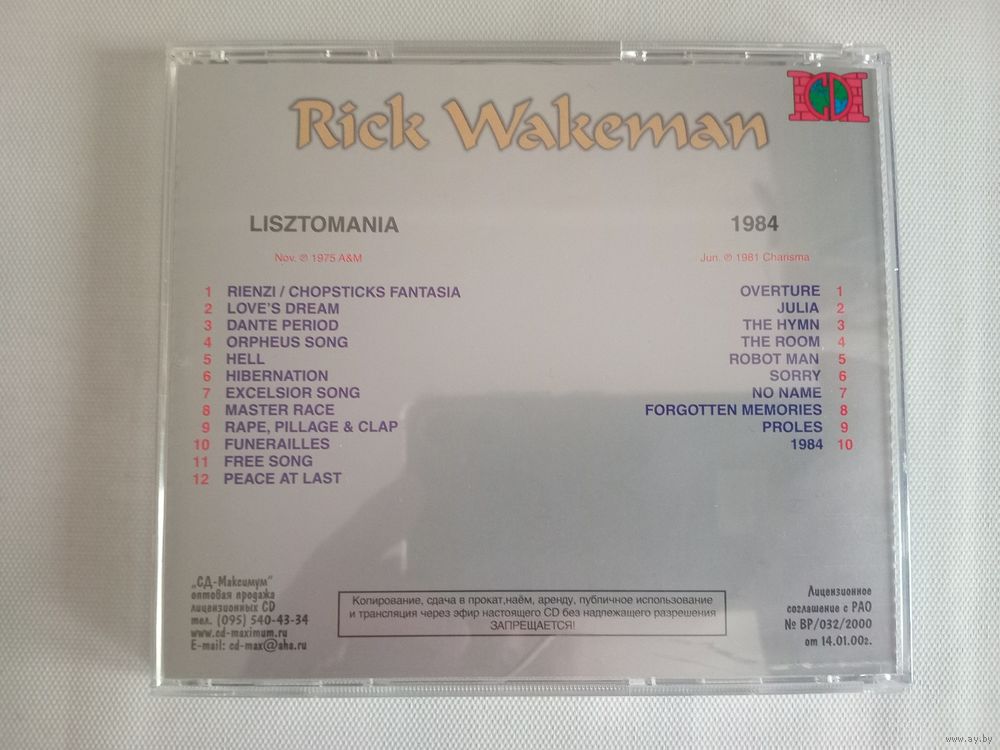 Rick Wakeman
CD
LISZTOMANIA
Nov. ℗ 1975 A&M
1 RIENZI / CHOPSTICKS FANTASIA
2 LOVE'S DREAM
3 DANTE PERIOD
4 ORPHEUS SONG
5 HELL
6 HIBERNATION
7 EXCELSIOR SONG
8 MASTER RACE
9 RAPE, PILLAGE & CLAP
10 FUNERAILLES
11 FREE SONG
12 PEACE AT LAST
1984
Jun. ℗ 1981 Charisma
OVERTURE 1
JULIA 2
THE HYMN 3
THE ROOM 4
ROBOT MAN 5
SORRY 6
NO NAME 7
FORGOTTEN MEMORIES 8
PROLES 9
1984 10
„СД-Максимум"
оптовая продажа
лицензионных CD
тел. (095) 540-43-34
www.cd-maximum.ru
E-mail: cd-max@aha.ru
Копирование, сдача в прокат,наём, аренду, публичное использование
и трансляция через эфир настоящего CD без надлежащего разрешения
ЗАПРЕЩАЕТСЯ!
Лицензионное
соглашение с РАО
№ ВР/032/2000
от 14.01.00г.
www.ay.by